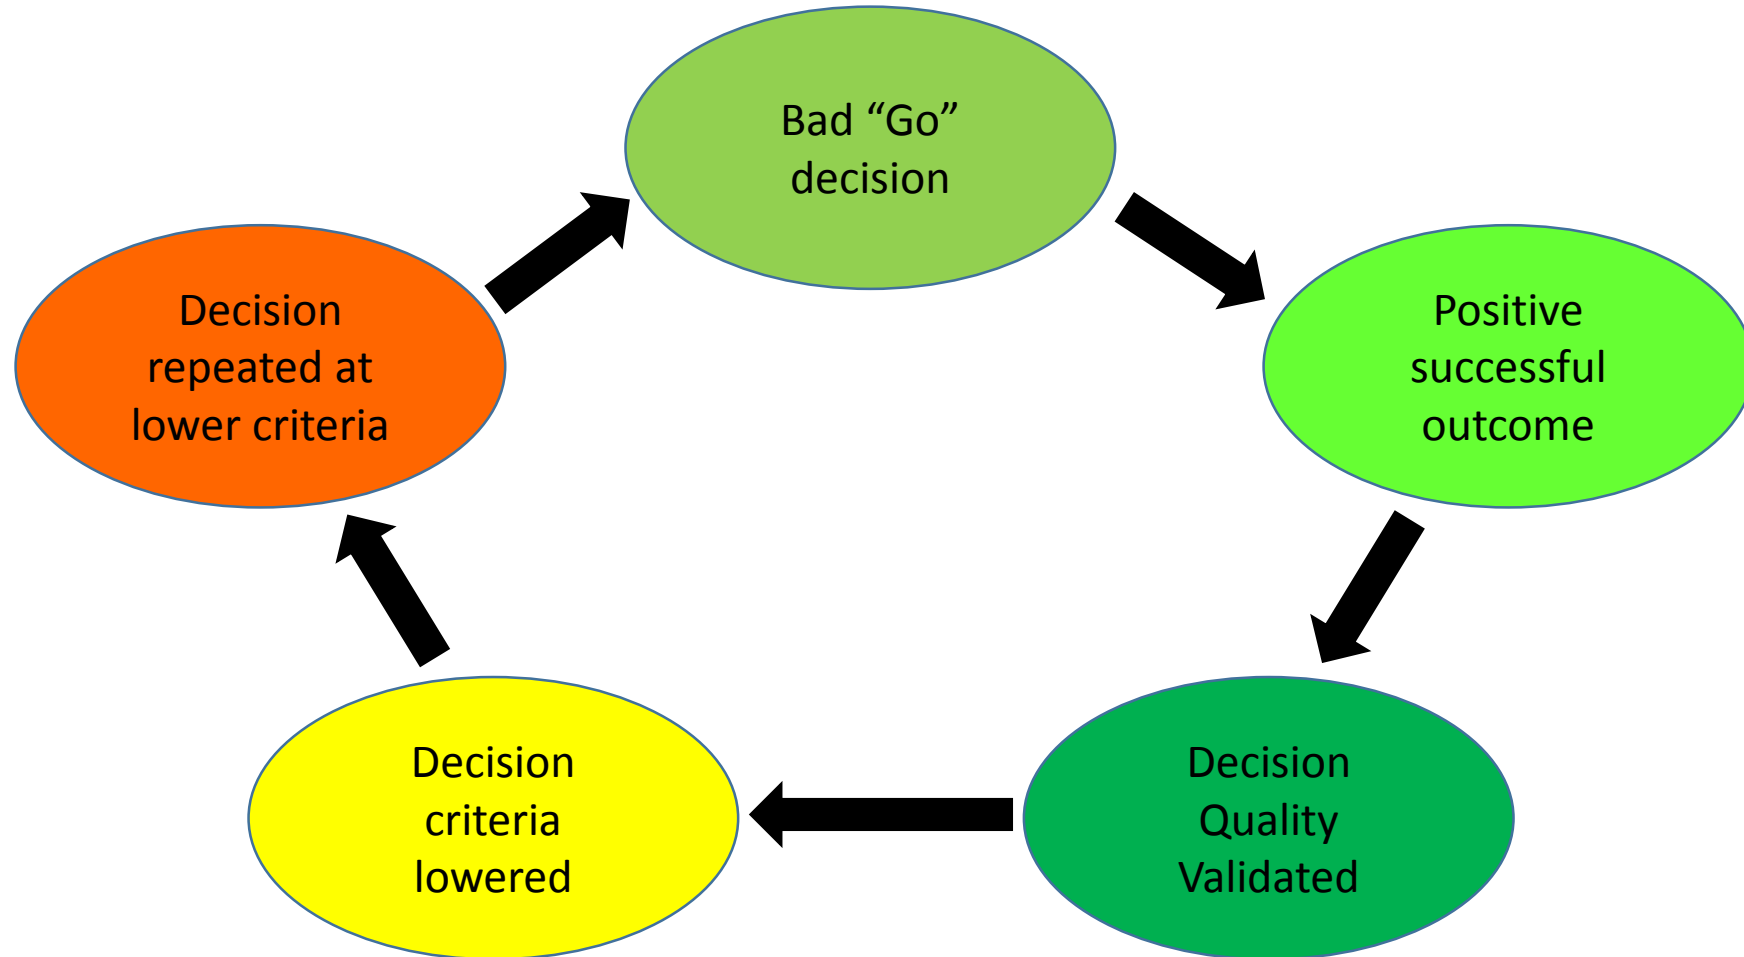 Bad “Go”
decision
Positive
successful
outcome
Decision
Quality
Validated
Decision
criteria
lowered
Decision
repeated at
lower criteria